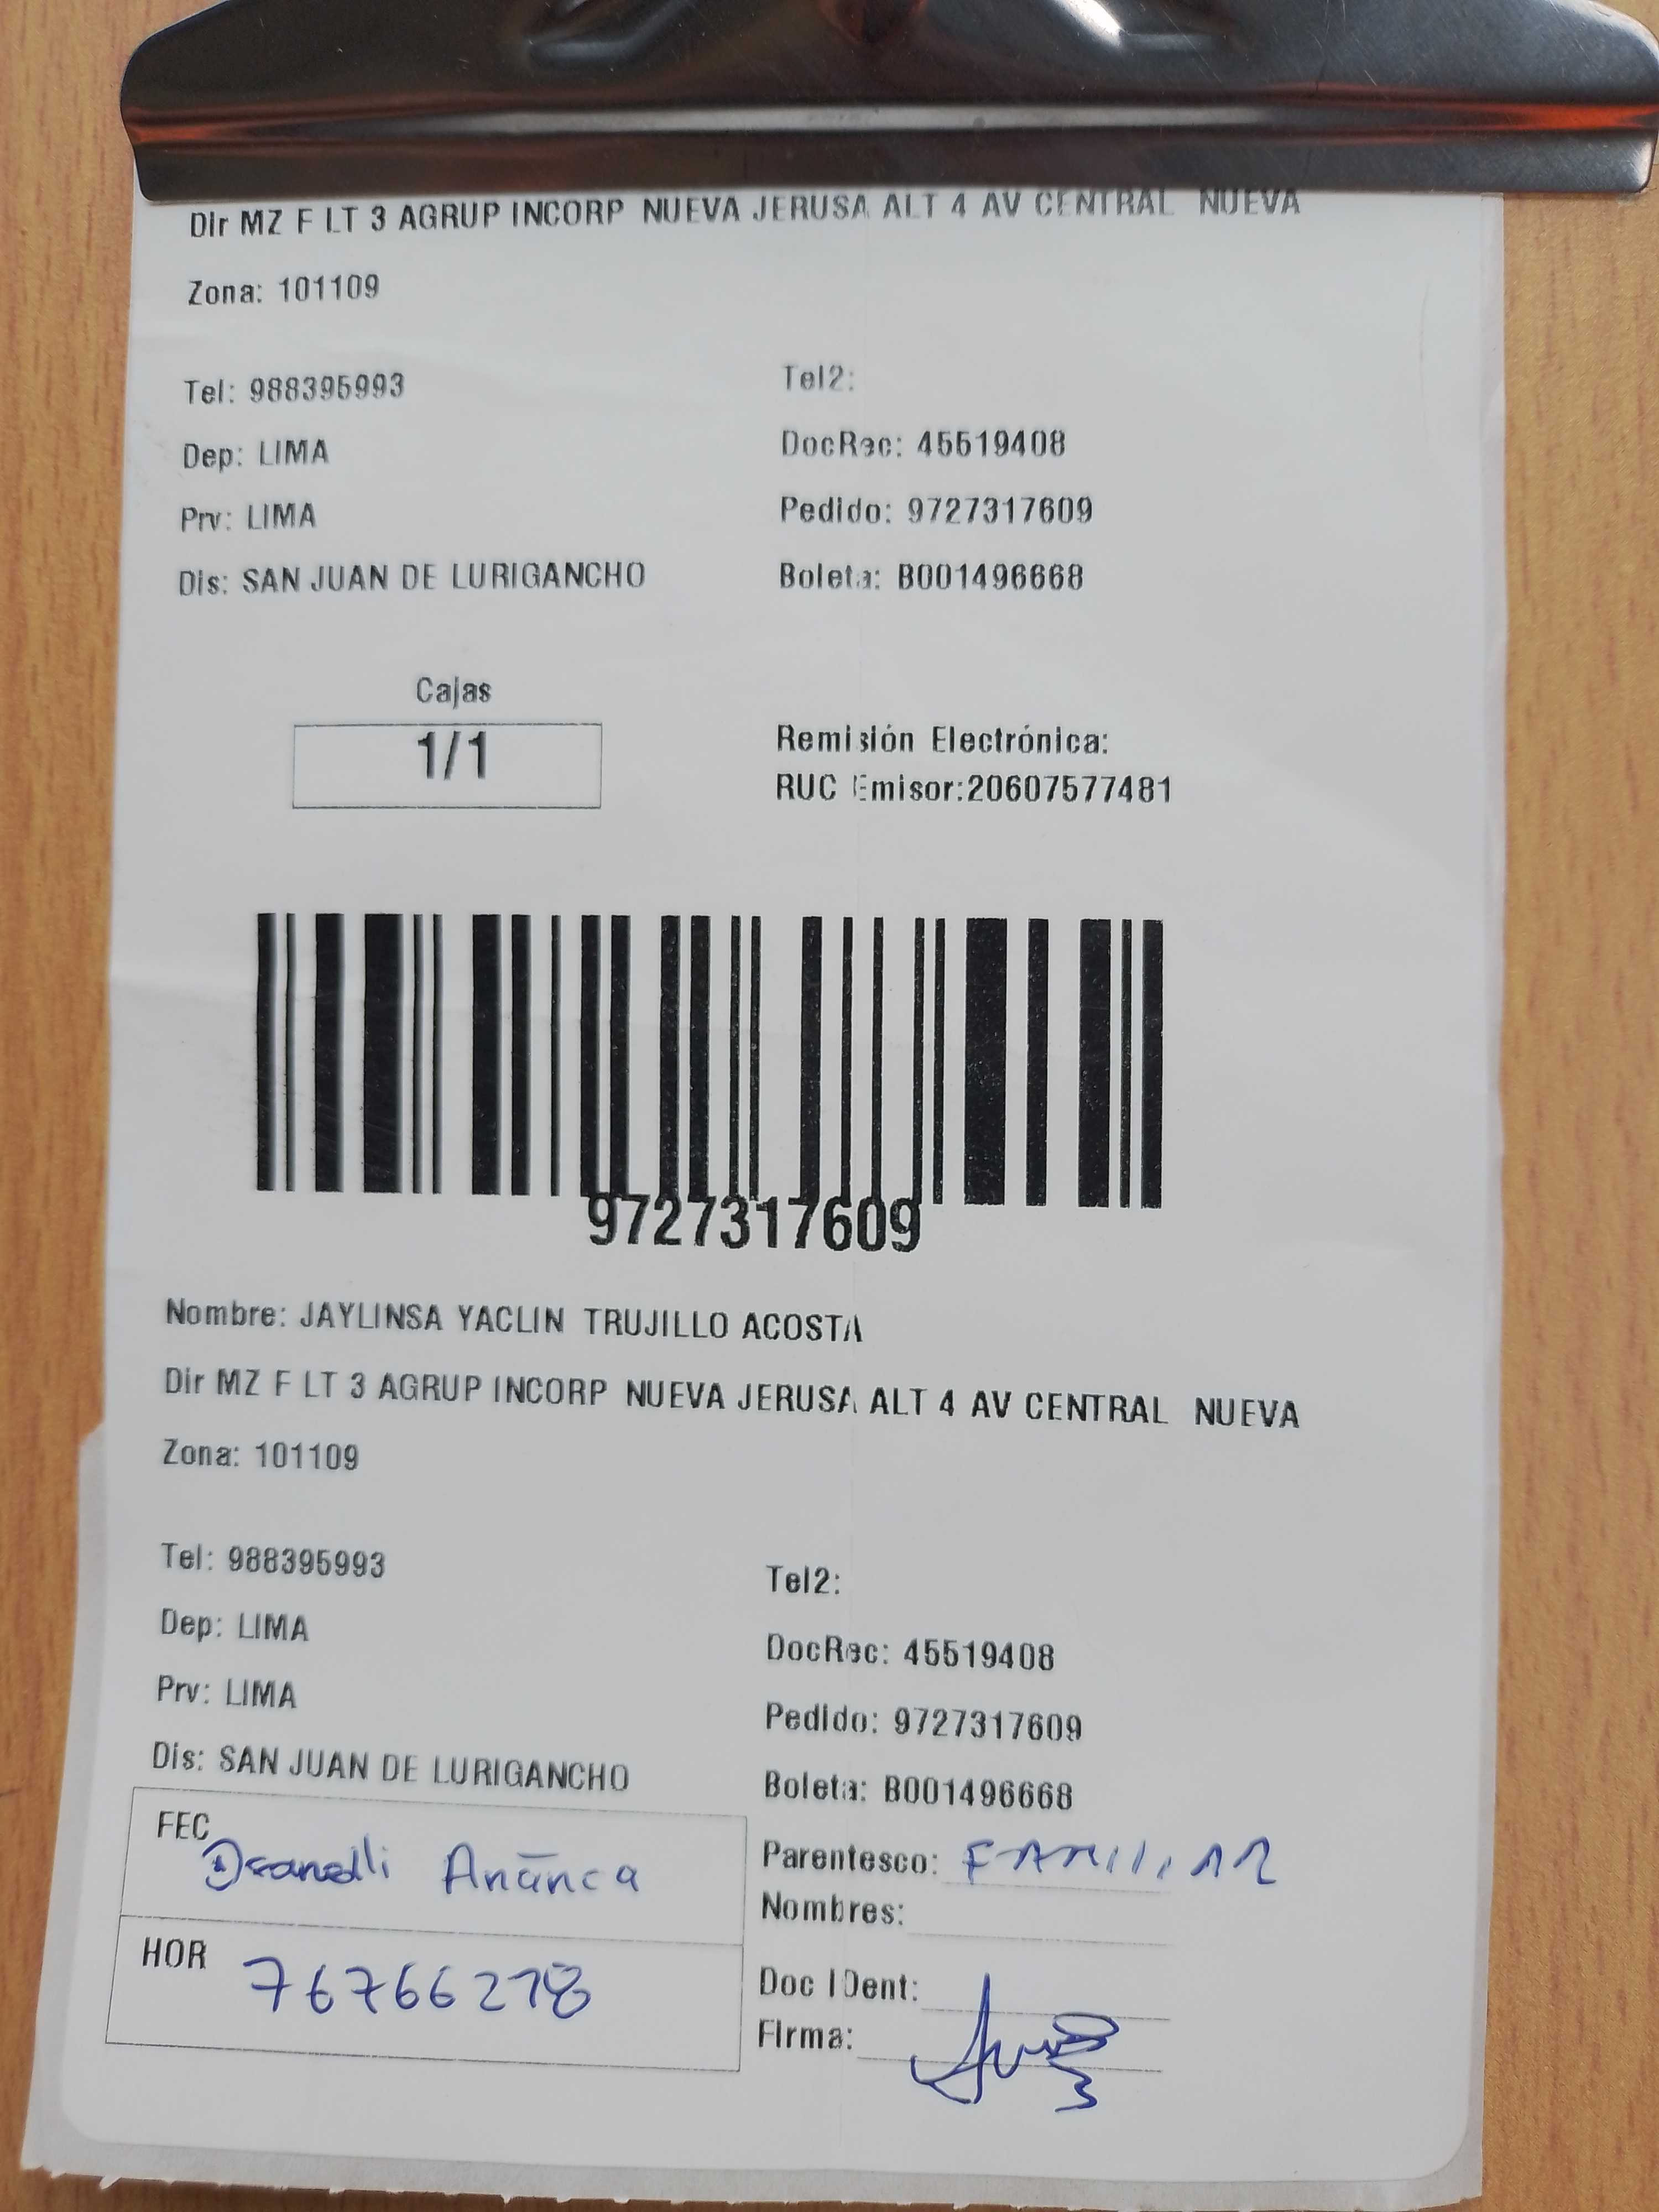 Dir MZ F LT 3 AGRUP INCORP NUEVA JERUSA ALT 4 AV CENTRAL NUEVA
Zona: 101109
Tel: 988395993
Tel2:
Dep: LIMA
DocRec: 45519408
Prv: LIMA
Pedido: 9727317609
Dis: SAN JUAN DE LURIGANCHO
Boleta: B001496668
Cajas
1/1
Remisión Electrónica:
RUC Emisor:20607577481
9727317609
Nombre: JAYLINSA YACLIN TRUJILLO ACOSTA
Dir MZ F LT 3 AGRUP INCORP NUEVA JERUSA ALT 4 AV CENTRAL NUEVA
Zona: 101109
Tel: 988395993
Tel2:
Dep: LIMA
DocRec: 45519408
Prv: LIMA
Pedido: 9727317609
Dis: SAN JUAN DE LURIGANCHO
Boleta: B001496668
FEC
Parentesco: FAMILIAR
Nombres:
HOR 76766278
Doc IDent:
Firma: